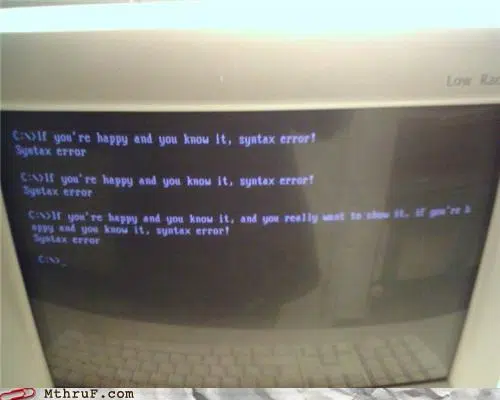 Low Ra
C:\>If you're happy and you know it, syntax error!
Syntax error
C:\>If you're happy and you know it, syntax error!
Syntax error
C:\>If you're happy and you know it, and you really want to show it, if you're h
appy and you know it, syntax error!
Syntax error
C:\>_
MthruF.com